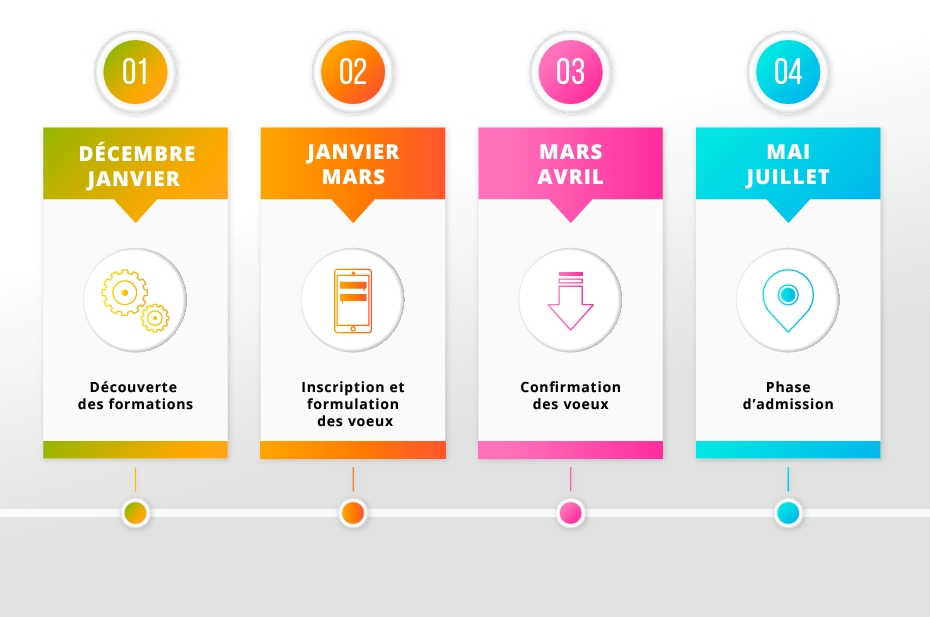 01
DÉCEMBRE
JANVIER
Découverte
des formations
02
JANVIER
MARS
Inscription et
formulation
des voeux
03
MARS
AVRIL
Confirmation
des voeux
04
MAI
JUILLET
Phase
d’admission